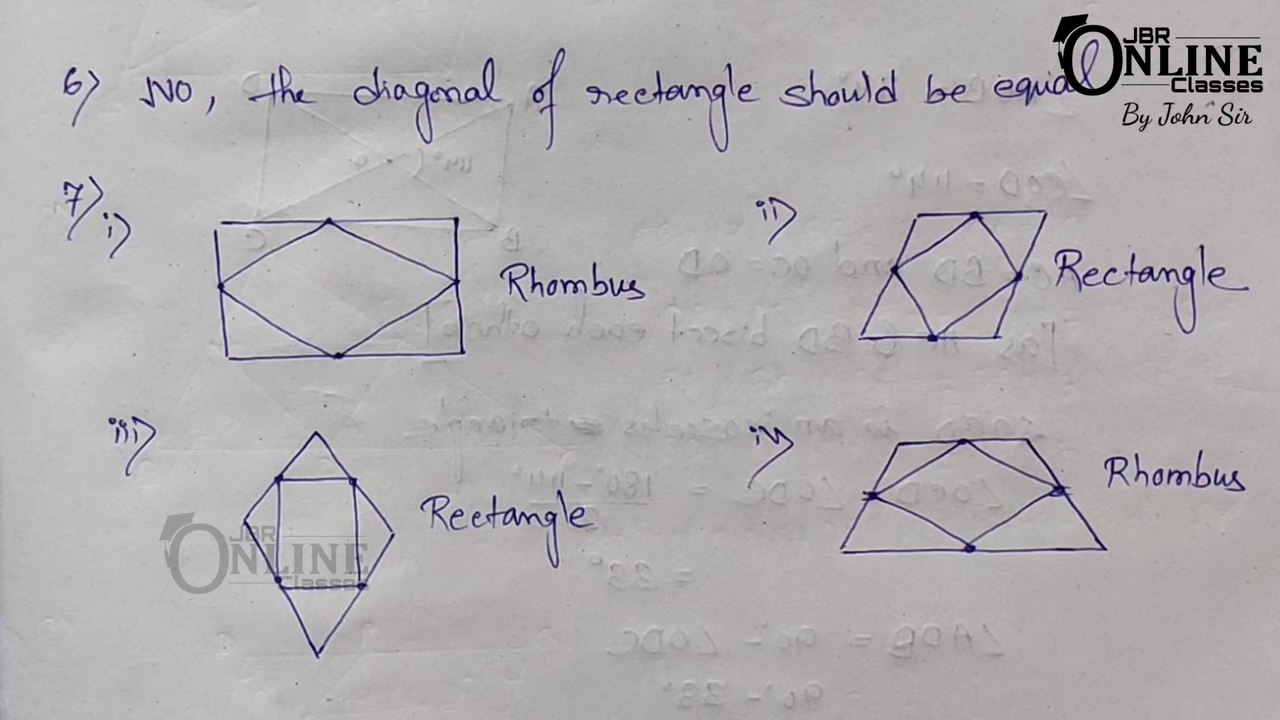 JBR
ONLINE
Classes
By John Sir
6) No, the diagonal of rectangle should be equal
7) i)
Rhombus
ii)
Rectangle
iii)
Rectangle
iv)
Rhombus
JBR
ONLINE
Classes